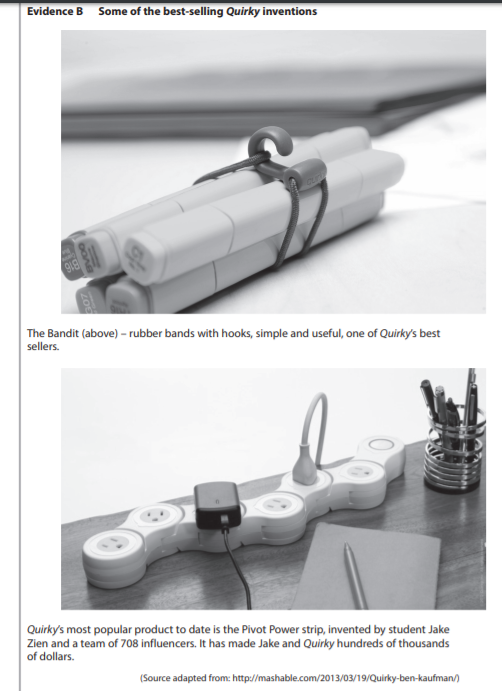 Evidence B Some of the best-selling Quirky inventions
The Bandit (above) – rubber bands with hooks, simple and useful, one of Quirky's best
sellers.
Quirky's most popular product to date is the Pivot Power strip, invented by student Jake
Zien and a team of 708 influencers. It has made Jake and Quirky hundreds of thousands
of dollars.
(Source adapted from: http://mashable.com/2013/03/19/Quirky-ben-kaufman/)